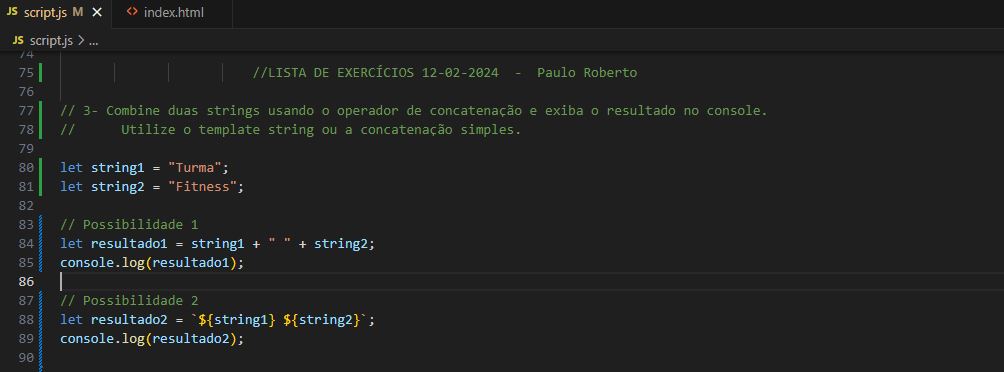 JS script.js M ✕ <> index.html
JS script.js > ...
74
75 //LISTA DE EXERCÍCIOS 12-02-2024  -  Paulo Roberto
76
77 // 3- Combine duas strings usando o operador de concatenação e exiba o resultado no console.
78 //      Utilize o template string ou a concatenação simples.
79
80 let string1 = "Turma";
81 let string2 = "Fitness";
82
83 // Possibilidade 1
84 let resultado1 = string1 + " " + string2;
85 console.log(resultado1);
86
87 // Possibilidade 2
88 let resultado2 = `${string1} ${string2}`;
89 console.log(resultado2);
90